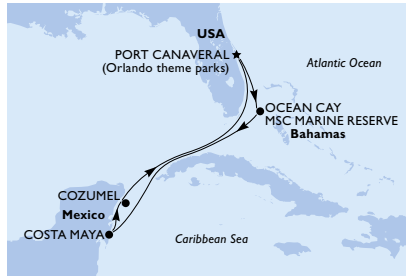 USA
PORT CANAVERAL
(Orlando theme parks)
Atlantic Ocean
OCEAN CAY
MSC MARINE RESERVE
Bahamas
COZUMEL
Mexico
COSTA MAYA
Caribbean Sea